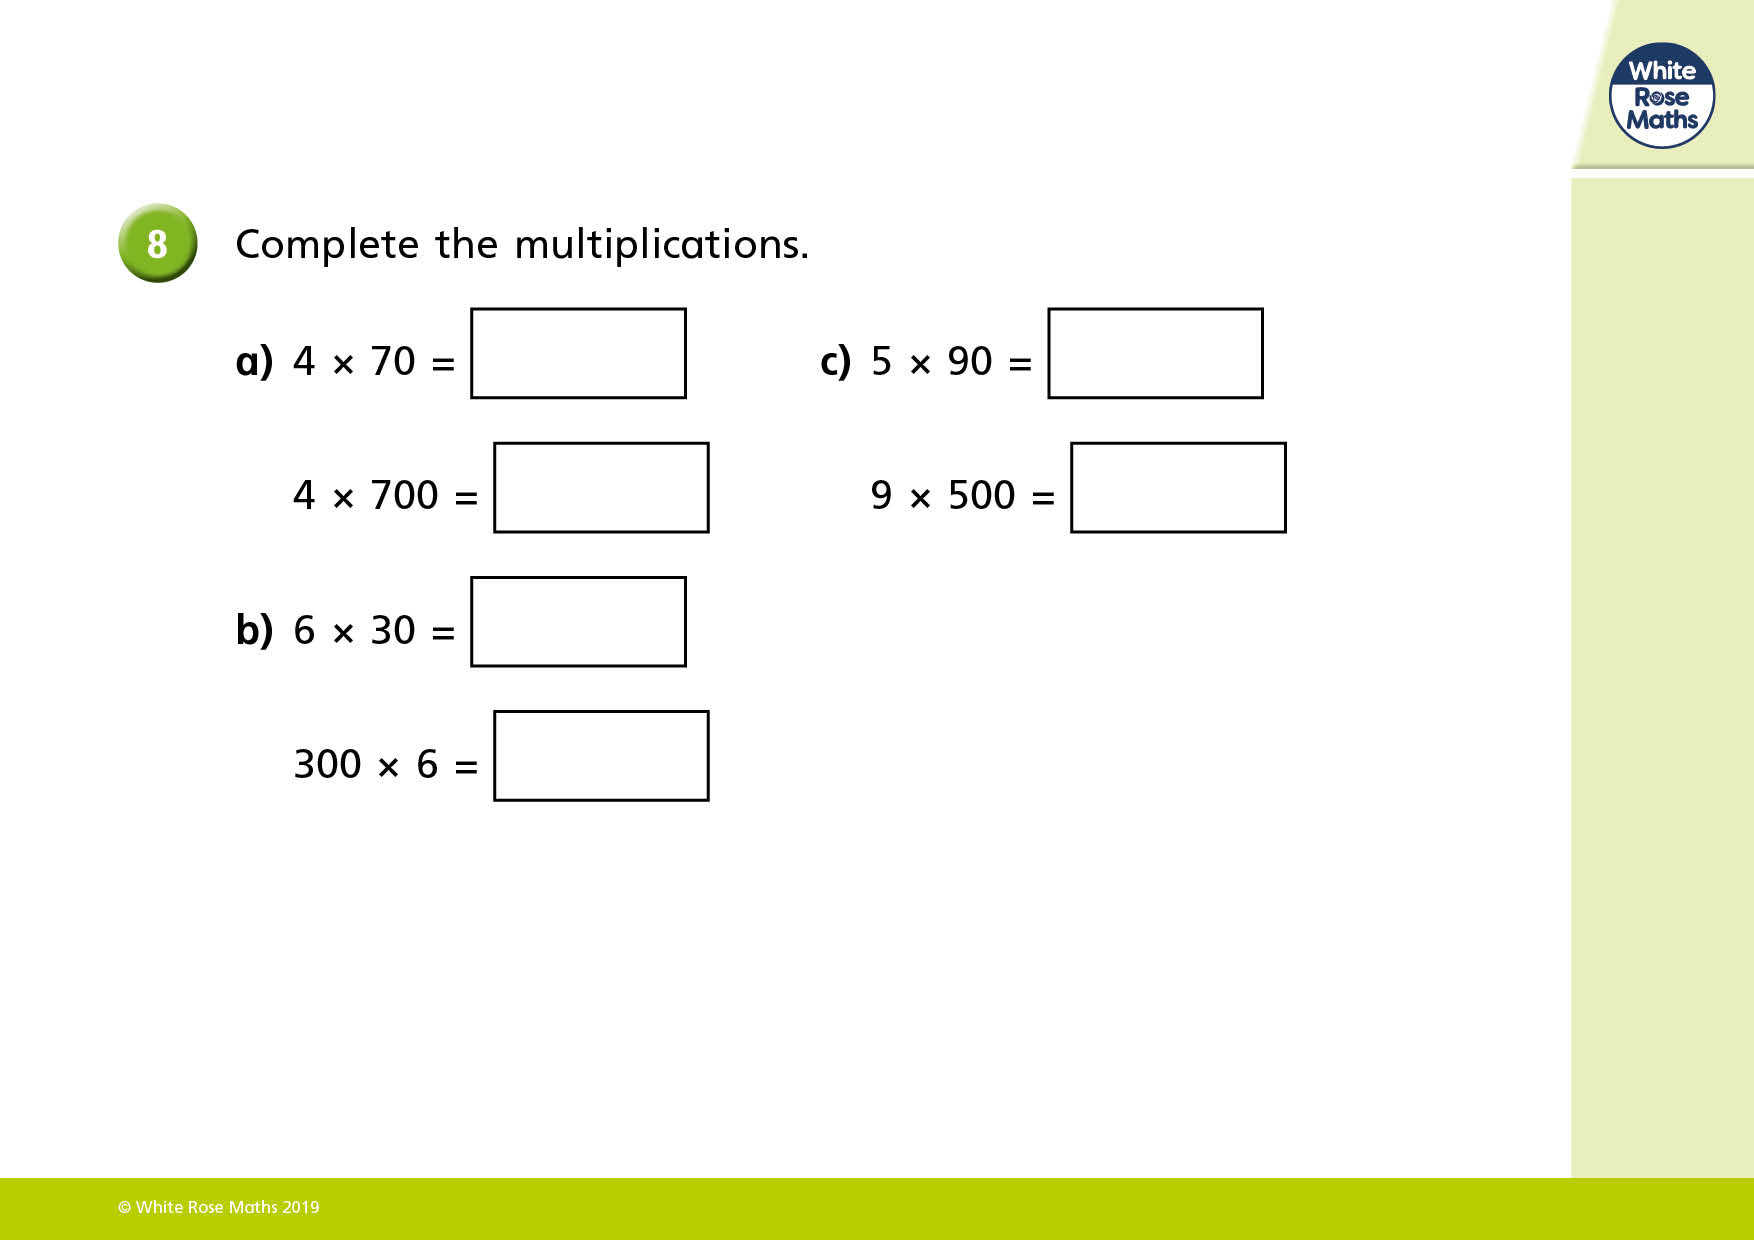 White
Rose
Maths
8 Complete the multiplications.
a) 4 × 70 =
4 × 700 =
b) 6 × 30 =
300 × 6 =
c) 5 × 90 =
9 × 500 =
© White Rose Maths 2019